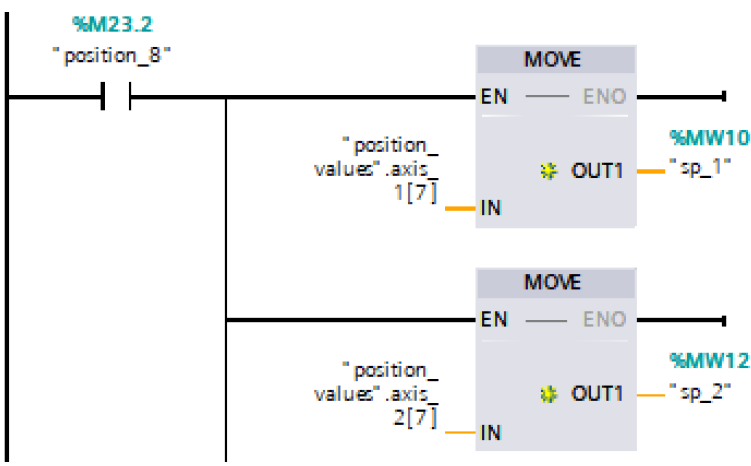 %M23.2
"position_8"
MOVE
EN ENO
%MW10
"position_
values".axis_
1[7]
OUT1
"sp_1"
IN
MOVE
EN ENO
%MW12
"position_
values".axis_
2[7]
OUT1
"sp_2"
IN